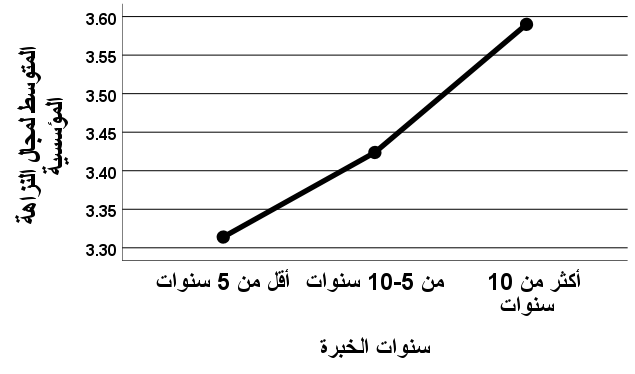 3.60
3.55
3.50
3.45
3.40
3.35
3.30
المتوسط لمجال النزاهة
المؤسسية
أقل من 5 سنوات
من 5-10 سنوات
أكثر من 10
سنوات
سنوات الخبرة